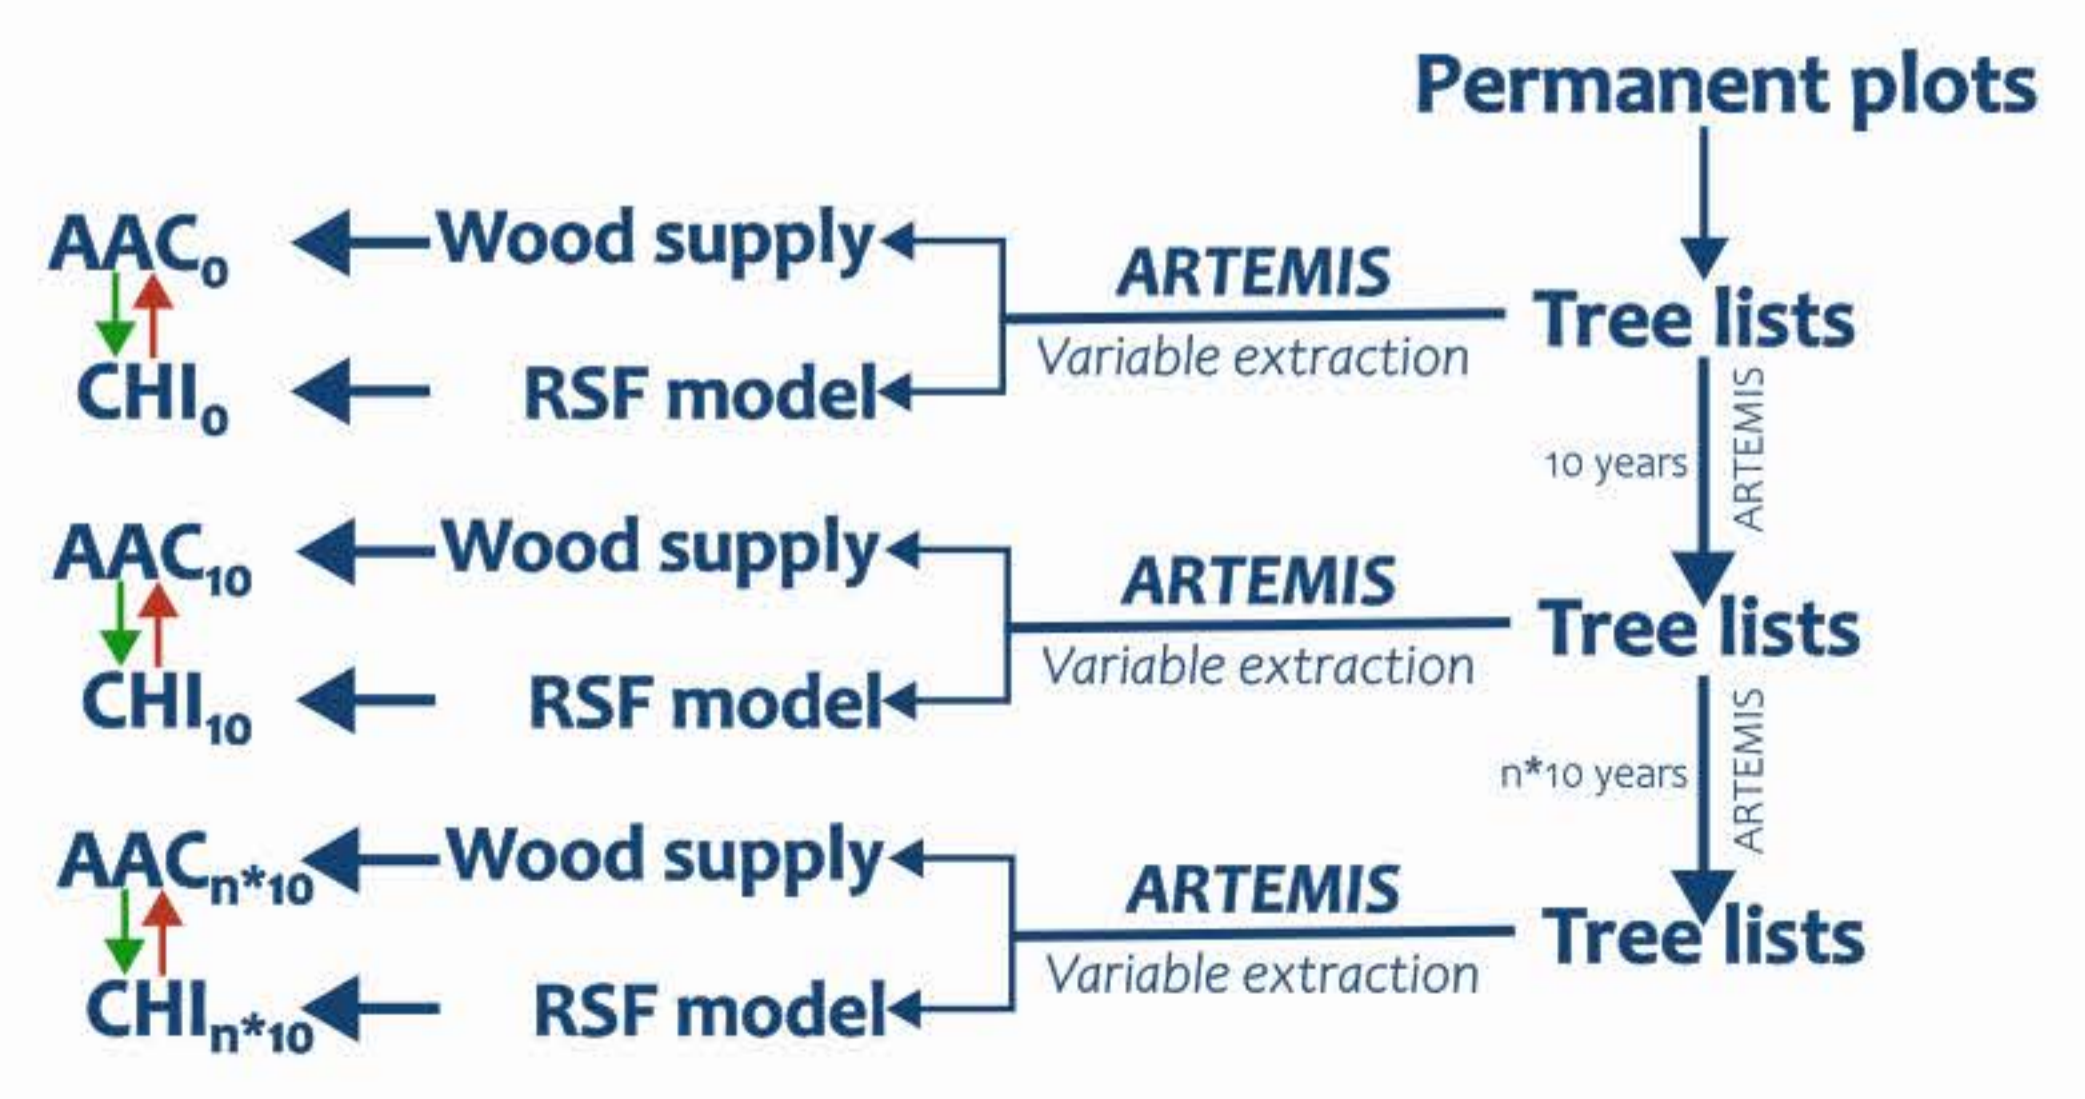 Permanent plots
AAC0 Wood supply ARTEMIS Tree lists
Variable extraction
CHI0 RSF model
10 years ARTEMIS
AAC10 Wood supply ARTEMIS Tree lists
Variable extraction
CHI10 RSF model
n*10 years ARTEMIS
AACn*10 Wood supply ARTEMIS Tree lists
Variable extraction
CHIn*10 RSF model